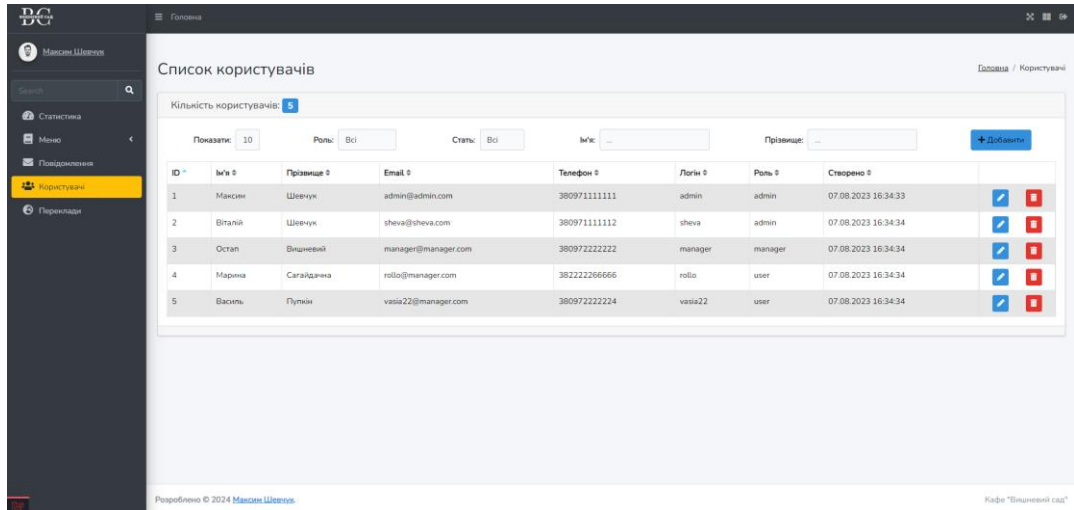 ВС
ВИШНЕВИЙ САД
Головна
Максим Шевчук
Search
Статистика
Меню
Повідомлення
Користувачі
Переклади
Список користувачів
Головна / Користувачі
Кількість користувачів: 5
Показати: 10 Роль: Всі Стать: Всі Ім'я: ... Прізвище: ... + Добавити
ID Ім'я Прізвище Email Телефон Логін Роль Створено
1 Максим Шевчук admin@admin.com 380971111111 admin admin 07.08.2023 16:34:33
2 Віталій Шевчук sheva@sheva.com 380971111112 sheva admin 07.08.2023 16:34:34
3 Остап Вишневий manager@manager.com 380972222222 manager manager 07.08.2023 16:34:34
4 Марина Сагайдачна rollo@manager.com 382222266666 rollo user 07.08.2023 16:34:34
5 Василь Пупкін vasia22@manager.com 380972222224 vasia22 user 07.08.2023 16:34:34
Розроблено © 2024 Максим Шевчук.
Кафе "Вишневий сад"